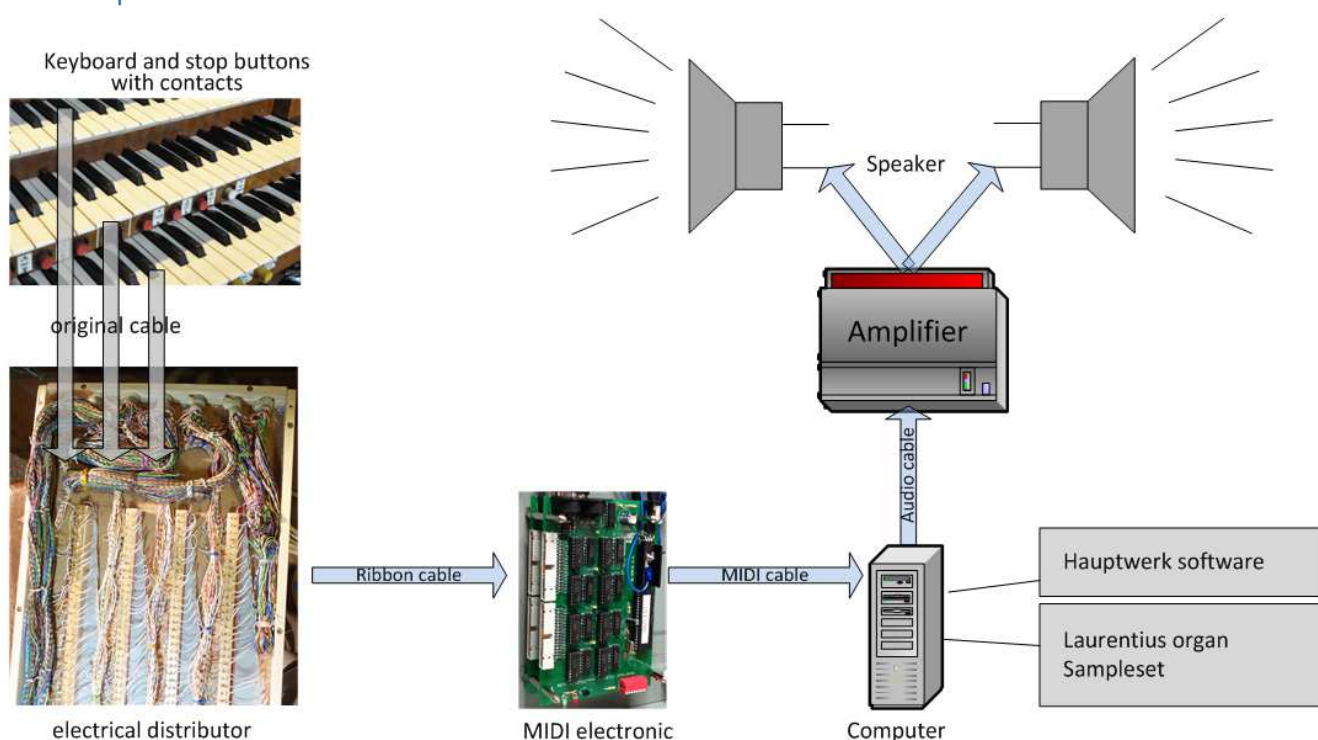 Keyboard and stop buttons
with contacts
original cable
electrical distributor
Ribbon cable
MIDI electronic
MIDI cable
Computer
Hauptwerk software
Laurentius organ
Sampleset
Audio cable
Amplifier
Speaker